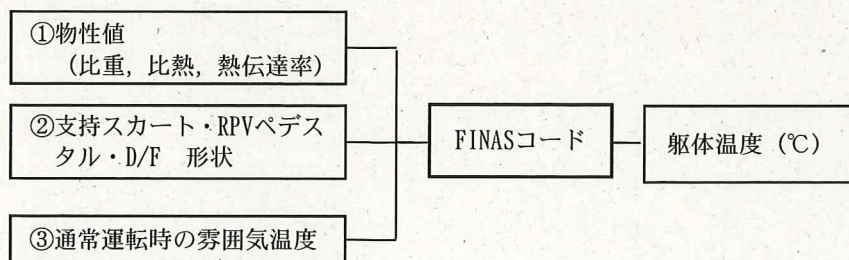 ①物性値
（比重，比熱，熱伝達率）
②支持スカート・RPVペデス
タル・D/F　形状
③通常運転時の雰囲気温度
FINASコード
躯体温度（℃）